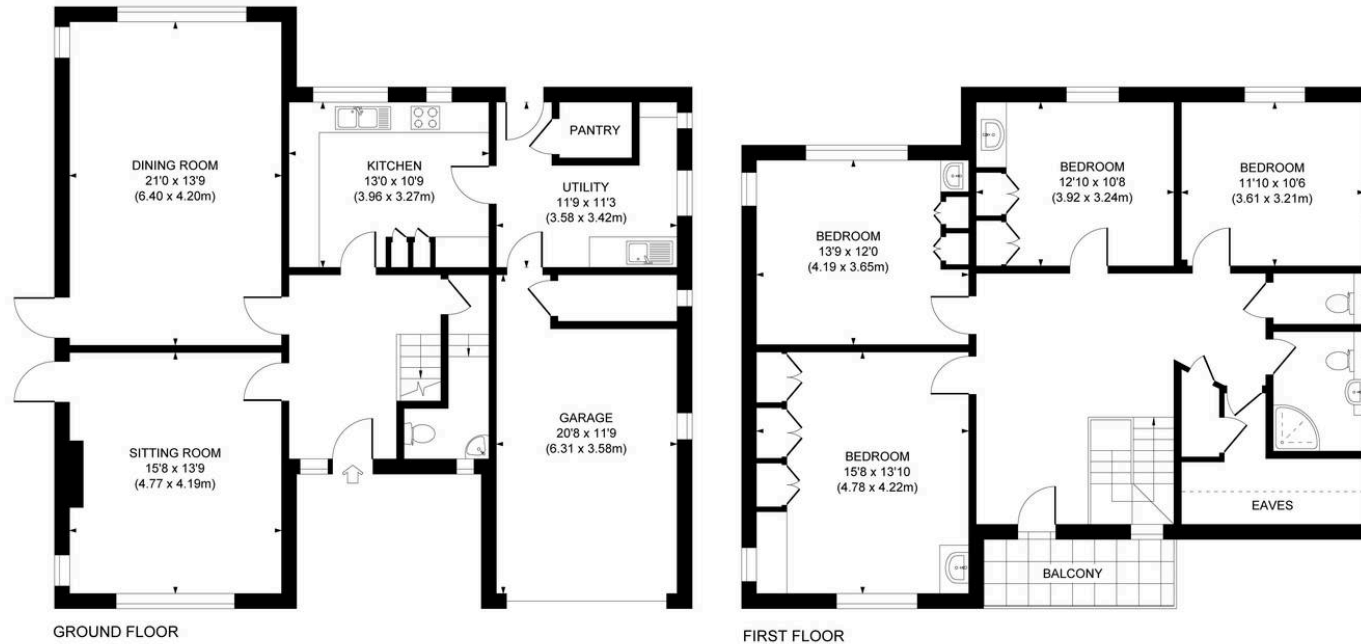 DINING ROOM
21'0 x 13'9
(6.40 x 4.20m)
KITCHEN
13'0 x 10'9
(3.96 x 3.27m)
PANTRY
UTILITY
11'9 x 11'3
(3.58 x 3.42m)
SITTING ROOM
15'8 x 13'9
(4.77 x 4.19m)
GARAGE
20'8 x 11'9
(6.31 x 3.58m)
GROUND FLOOR
BEDROOM
13'9 x 12'0
(4.19 x 3.65m)
BEDROOM
12'10 x 10'8
(3.92 x 3.24m)
BEDROOM
11'10 x 10'6
(3.61 x 3.21m)
BEDROOM
15'8 x 13'10
(4.78 x 4.22m)
EAVES
BALCONY
FIRST FLOOR